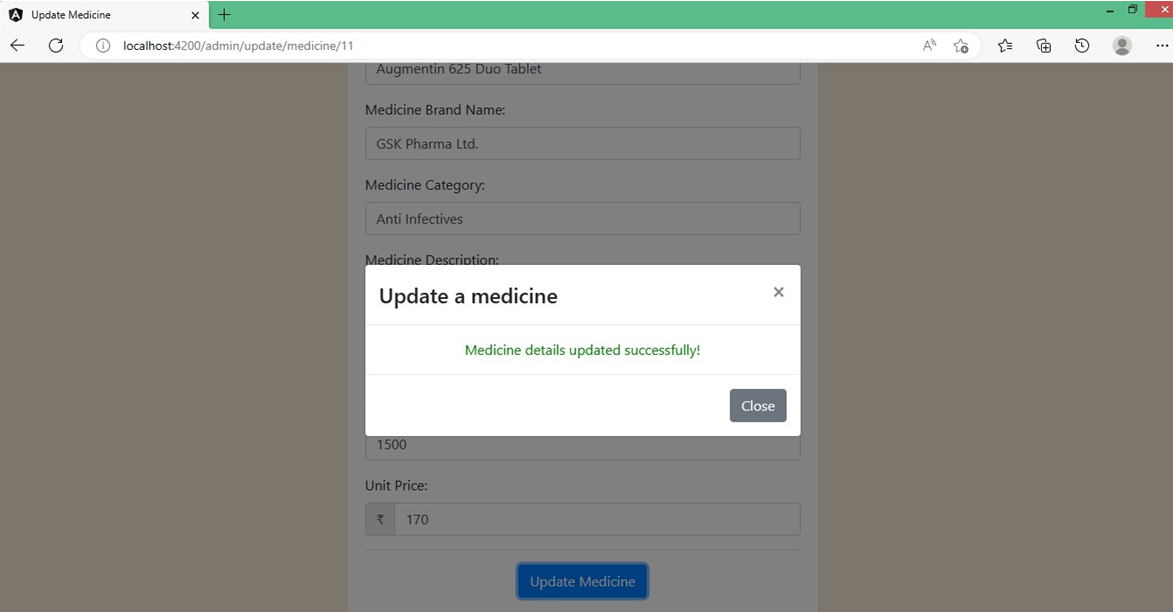 Update Medicine
localhost:4200/admin/update/medicine/11
Augmentin 625 Duo Tablet
Medicine Brand Name:
GSK Pharma Ltd.
Medicine Category:
Anti Infectives
Medicine Description:
Update a medicine
×
Medicine details updated successfully!
Close
1500
Unit Price:
₹ 170
Update Medicine